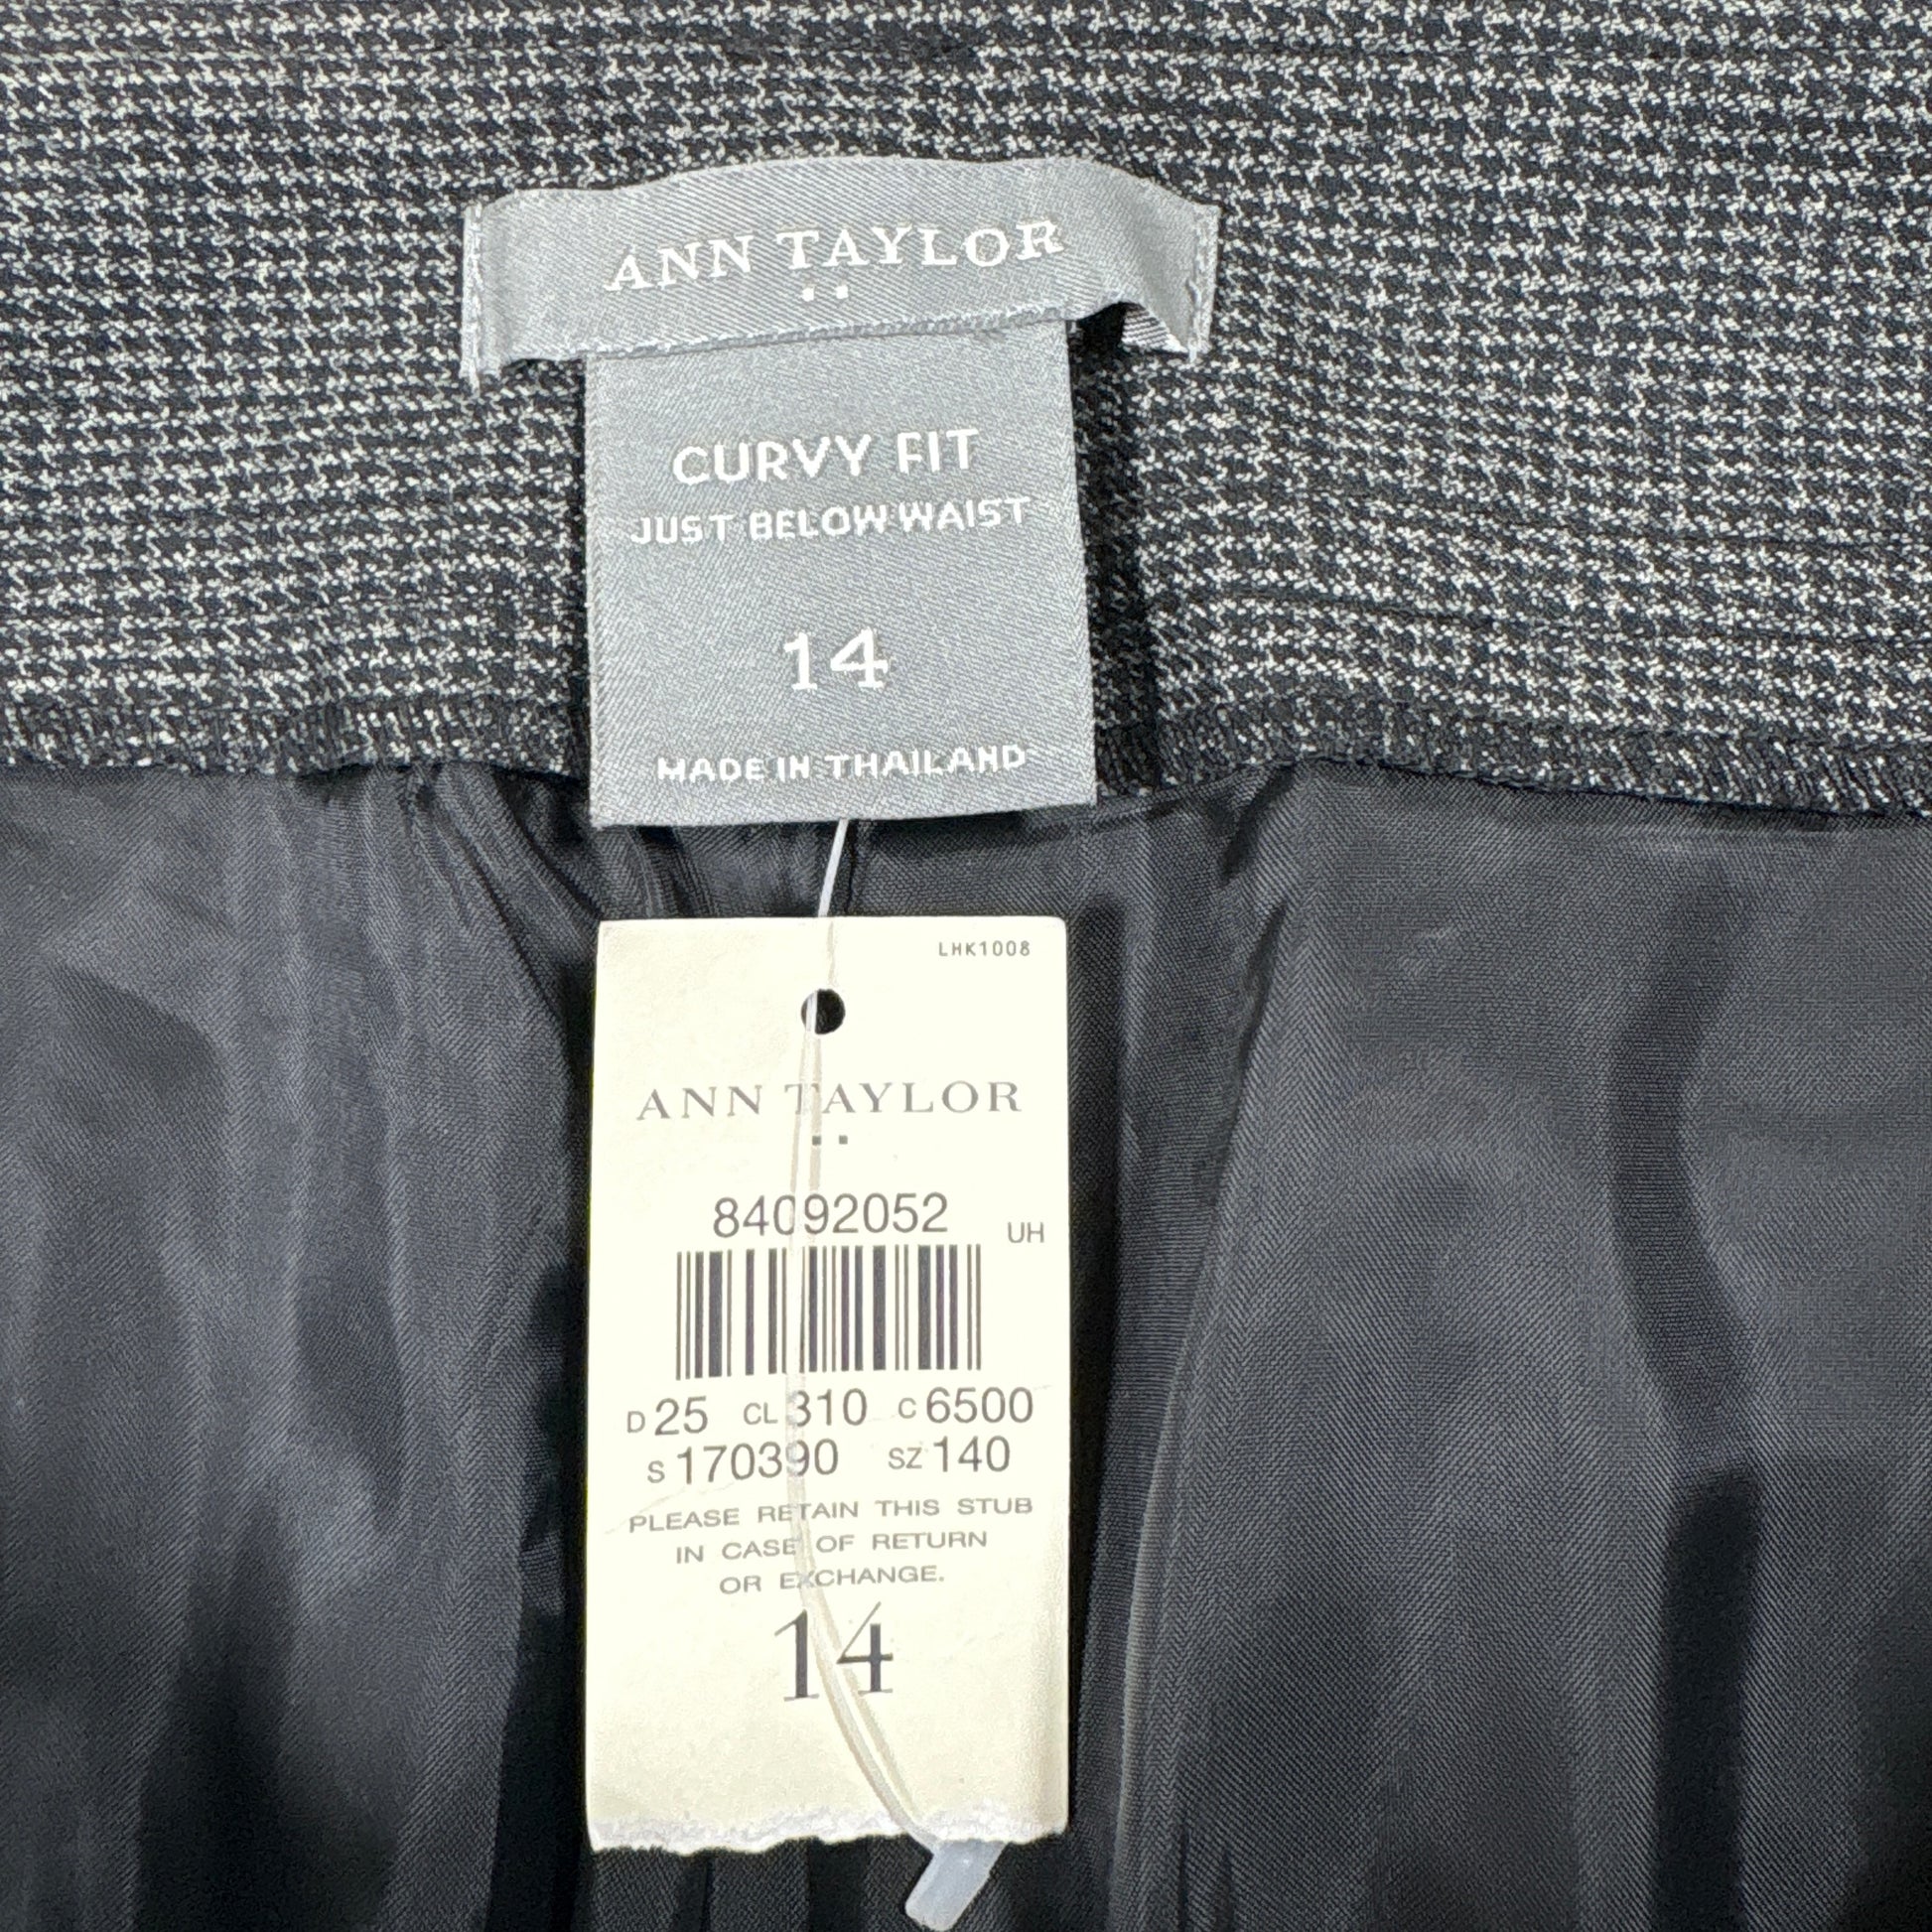 ANN TAYLOR
CURVY FIT
JUST BELOW WAIST
14
MADE IN THAILAND
LHK1008
ANN TAYLOR
84092052
UH
D 25 CL 310 C 6500
S 170390 SZ 140
PLEASE RETAIN THIS STUB
IN CASE OF RETURN
OR EXCHANGE.
14